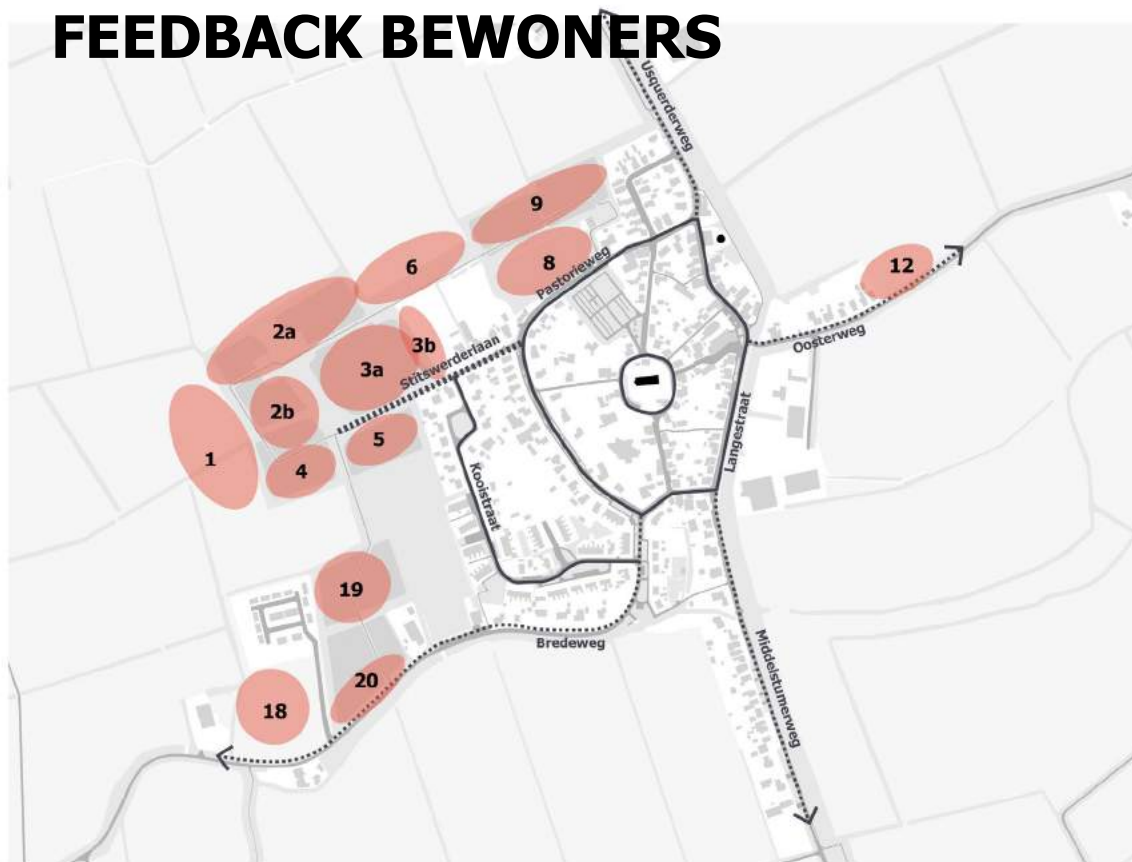 FEEDBACK BEWONERS
Usquerderweg
9
6
8
Pastorieweg
12
2a
3b
Oosterweg
3a
Stitswerderlaan
2b
5
1
4
Langestraat
Kooistraat
19
Bredeweg
Middelstumerweg
20
18